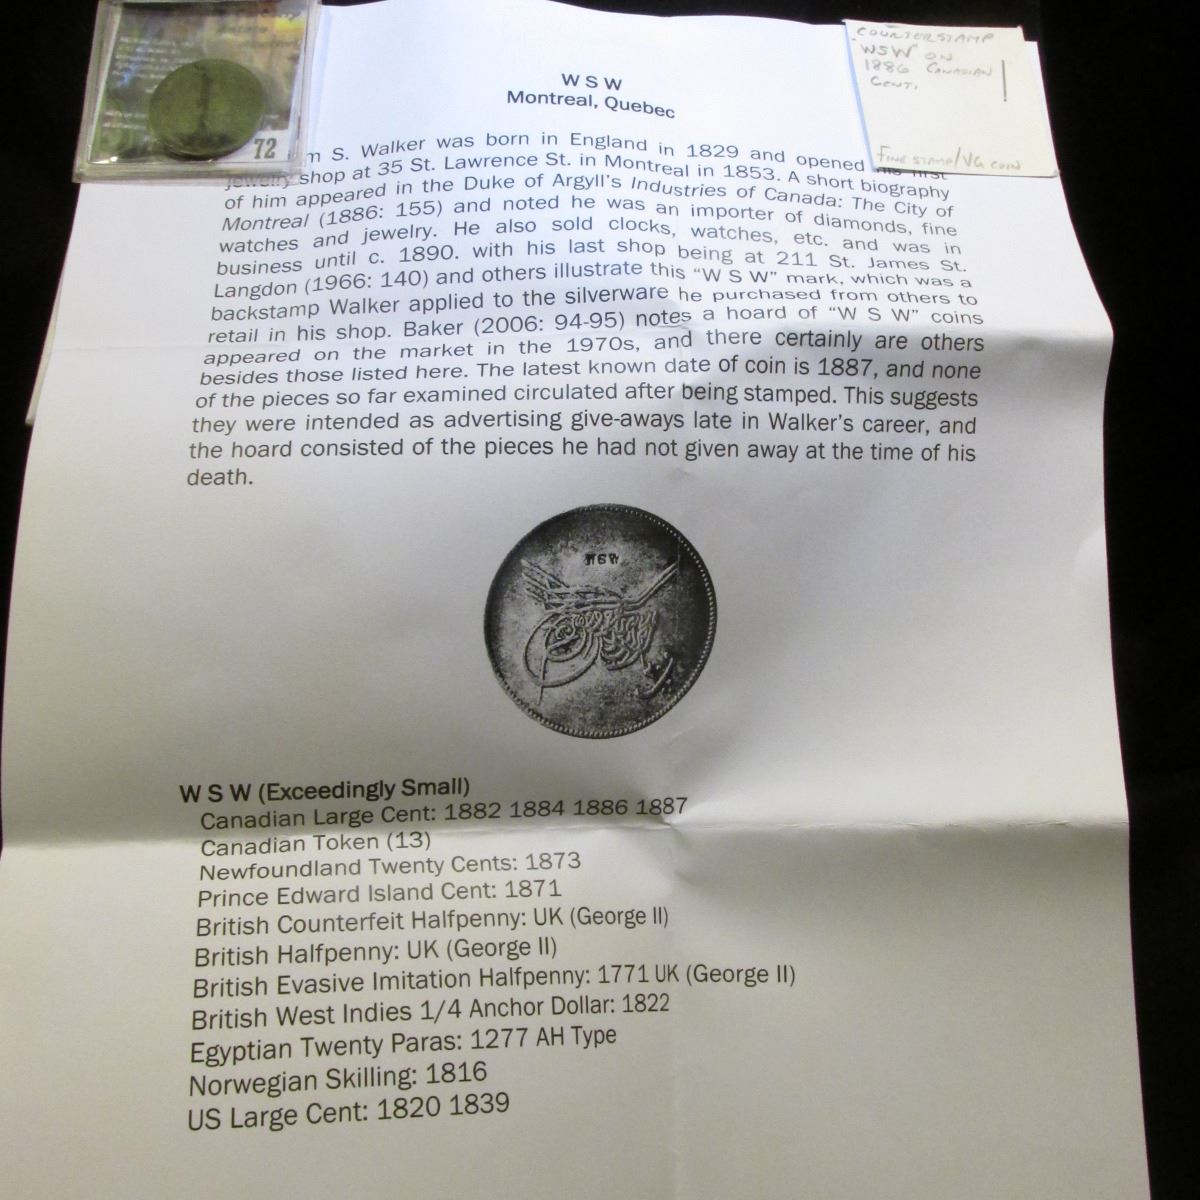 COUNTERSTAMP
"WSW" ON
1886 CANADIAN
CENT.
FINE STAMP/VG COIN
72
W S W
Montreal, Quebec
m S. Walker was born in England in 1829 and opened his first
jewelry shop at 35 St. Lawrence St. in Montreal in 1853. A short biography
of him appeared in the Duke of Argyll's Industries of Canada: The City of
Montreal (1886: 155) and noted he was an importer of diamonds, fine
watches and jewelry. He also sold clocks, watches, etc. and was in
business until c. 1890. with his last shop being at 211 St. James St.
Langdon (1966: 140) and others illustrate this "W S W" mark, which was a
backstamp Walker applied to the silverware he purchased from others to
retail in his shop. Baker (2006: 94-95) notes a hoard of "W S W" coins
appeared on the market in the 1970s, and there certainly are others
besides those listed here. The latest known date of coin is 1887, and none
of the pieces so far examined circulated after being stamped. This suggests
they were intended as advertising give-aways late in Walker's career, and
the hoard consisted of the pieces he had not given away at the time of his
death.
WSW
W S W (Exceedingly Small)
Canadian Large Cent: 1882 1884 1886 1887
Canadian Token (13)
Newfoundland Twenty Cents: 1873
Prince Edward Island Cent: 1871
British Counterfeit Halfpenny: UK (George II)
British Halfpenny: UK (George II)
British Evasive Imitation Halfpenny: 1771 UK (George II)
British West Indies 1/4 Anchor Dollar: 1822
Egyptian Twenty Paras: 1277 AH Type
Norwegian Skilling: 1816
US Large Cent: 1820 1839